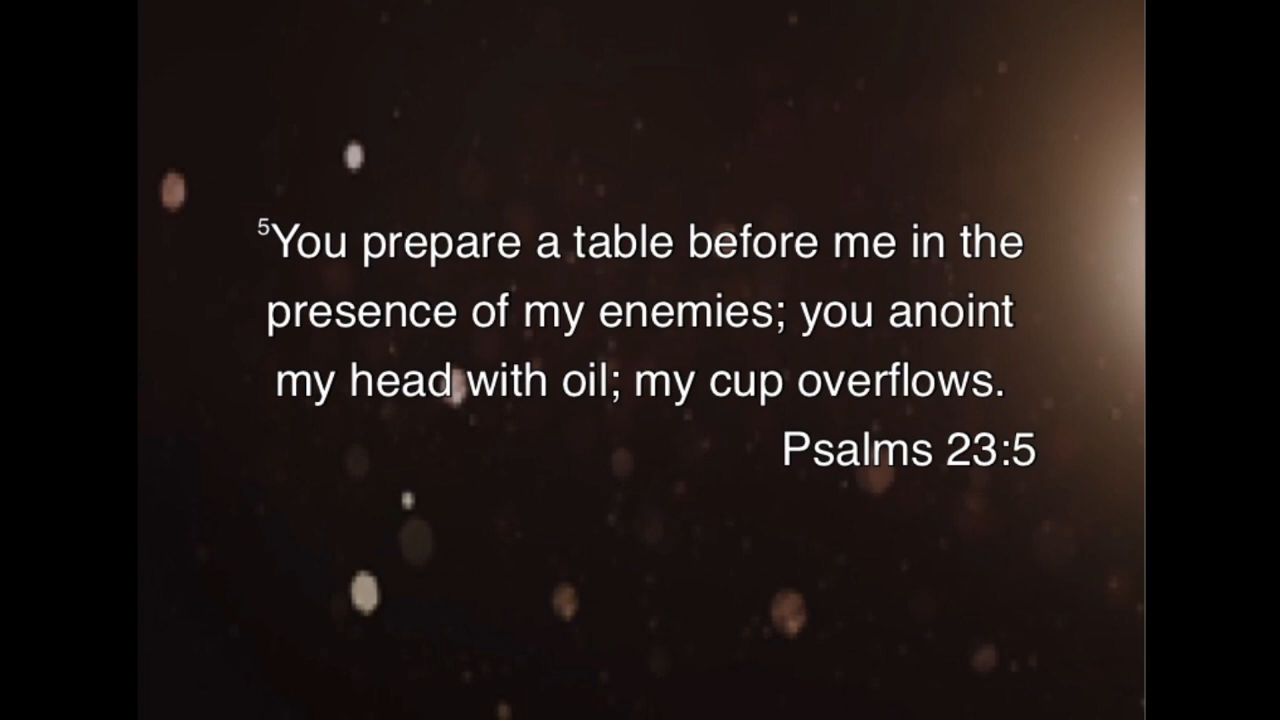 ⁵You prepare a table before me in the
presence of my enemies; you anoint
my head with oil; my cup overflows.
Psalms 23:5